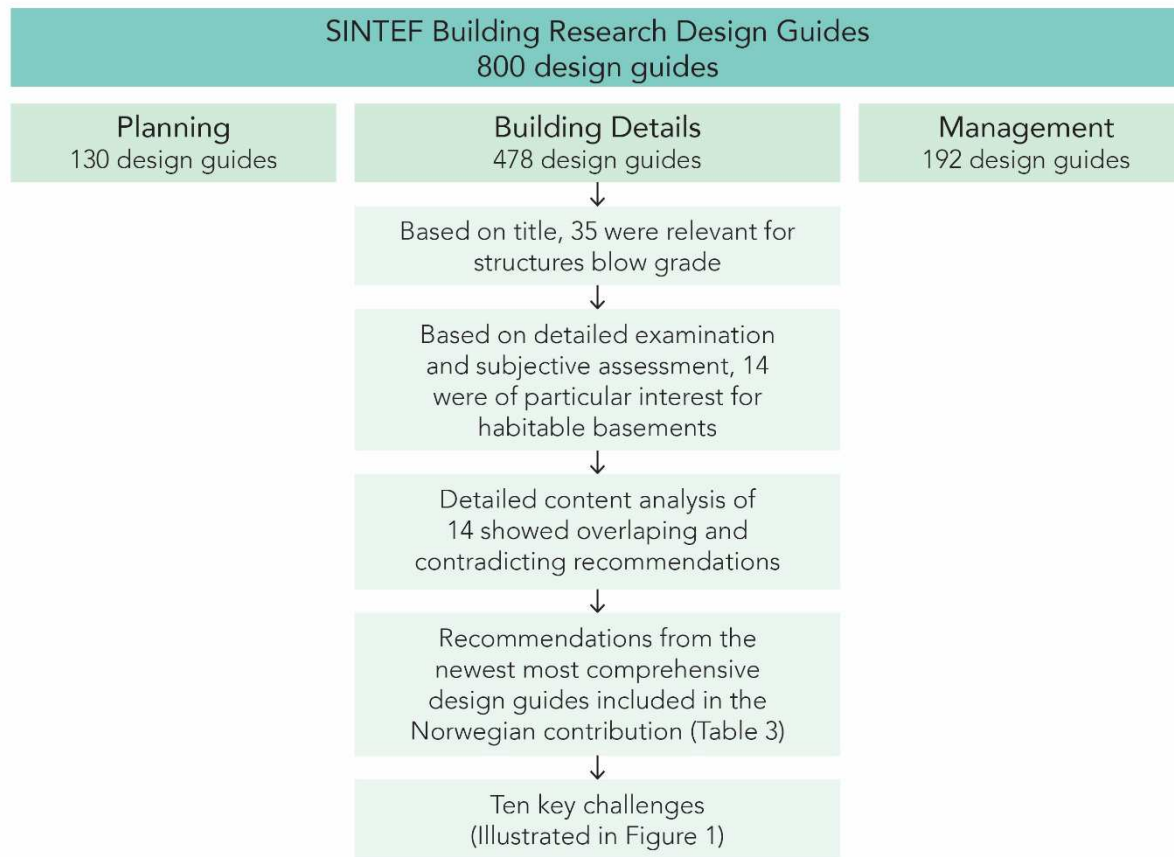 SINTEF Building Research Design Guides
800 design guides
Planning
130 design guides
Building Details
478 design guides
Management
192 design guides
Based on title, 35 were relevant for
structures blow grade
Based on detailed examination
and subjective assessment, 14
were of particular interest for
habitable basements
Detailed content analysis of
14 showed overlaping and
contradicting recommendations
Recommendations from the
newest most comprehensive
design guides included in the
Norwegian contribution (Table 3)
Ten key challenges
(Illustrated in Figure 1)